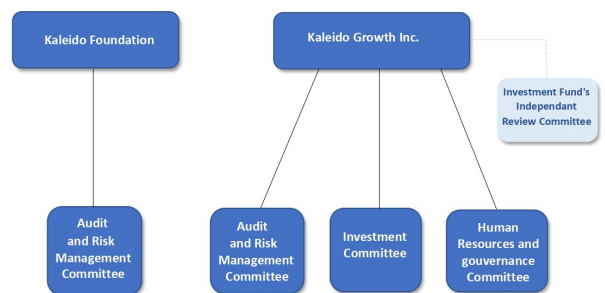 Kaleido Foundation
Kaleido Growth Inc.
Investment Fund's
Independant
Review Committee
Audit
and Risk
Management
Committee
Audit
and Risk
Management
Committee
Investment
Committee
Human
Resources and
gouvernance
Committee